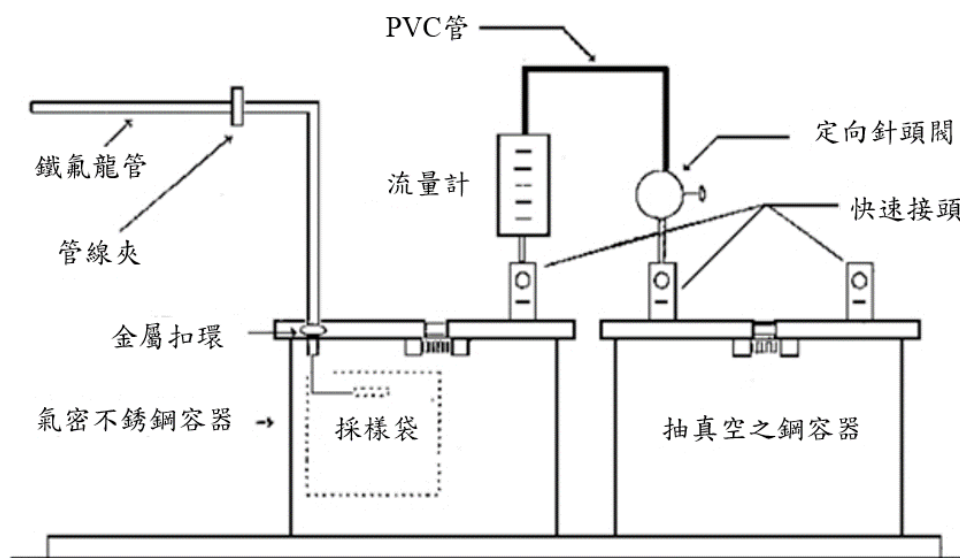 PVC管
定向針頭閥
鐵氟龍管
流量計
快速接頭
管線夾
金屬扣環
氣密不銹鋼容器
採樣袋
抽真空之鋼容器